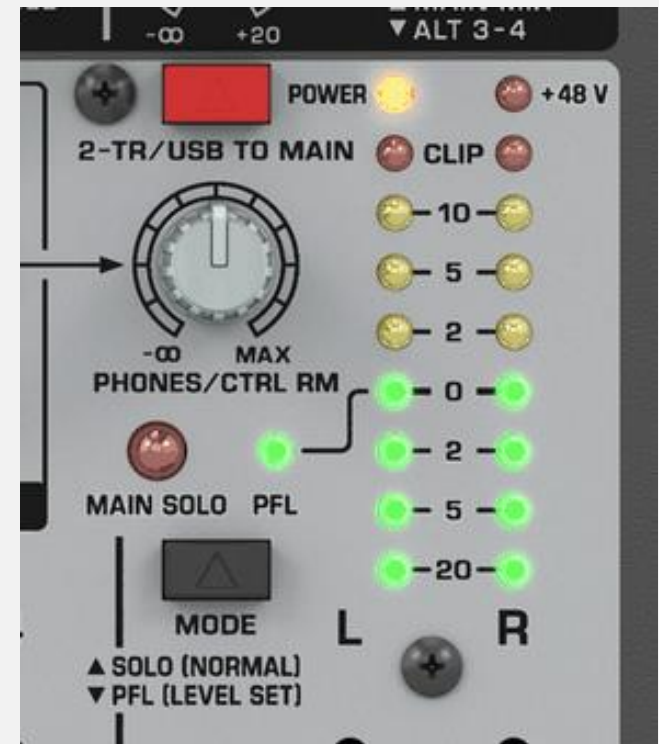 -∞ +20
▼ALT 3-4
POWER +48 V
2-TR/USB TO MAIN CLIP
10
5
2
-∞ MAX
PHONES/CTRL RM 0
2
MAIN SOLO PFL
5
20
MODE
L R
▲ SOLO (NORMAL)
▼ PFL (LEVEL SET)